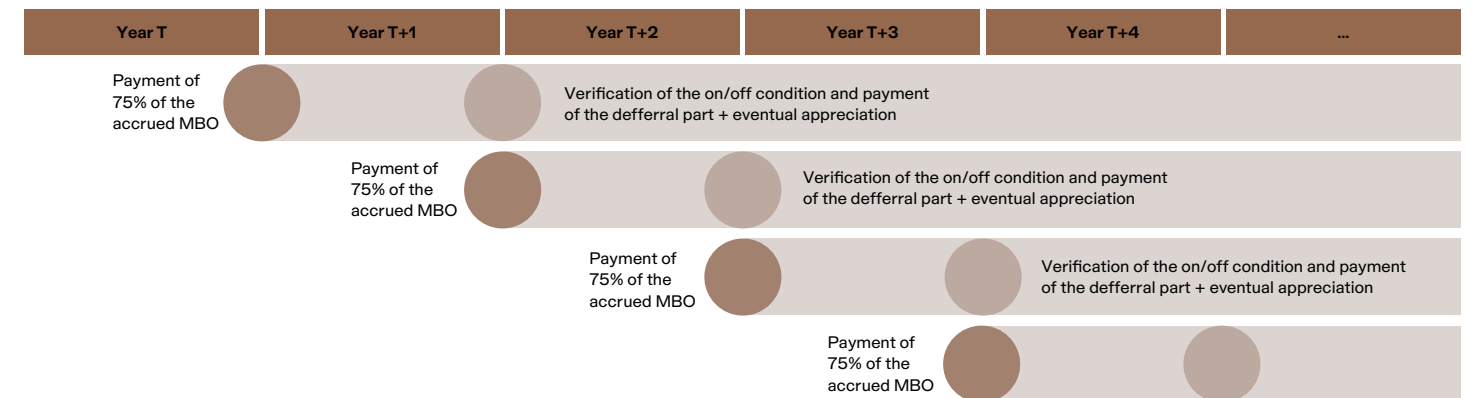 Year T
Year T+1
Year T+2
Year T+3
Year T+4
...
Payment of
75% of the
accrued MBO
Verification of the on/off condition and payment
of the defferral part + eventual appreciation
Payment of
75% of the
accrued MBO
Verification of the on/off condition and payment
of the defferral part + eventual appreciation
Payment of
75% of the
accrued MBO
Verification of the on/off condition and payment
of the defferral part + eventual appreciation
Payment of
75% of the
accrued MBO